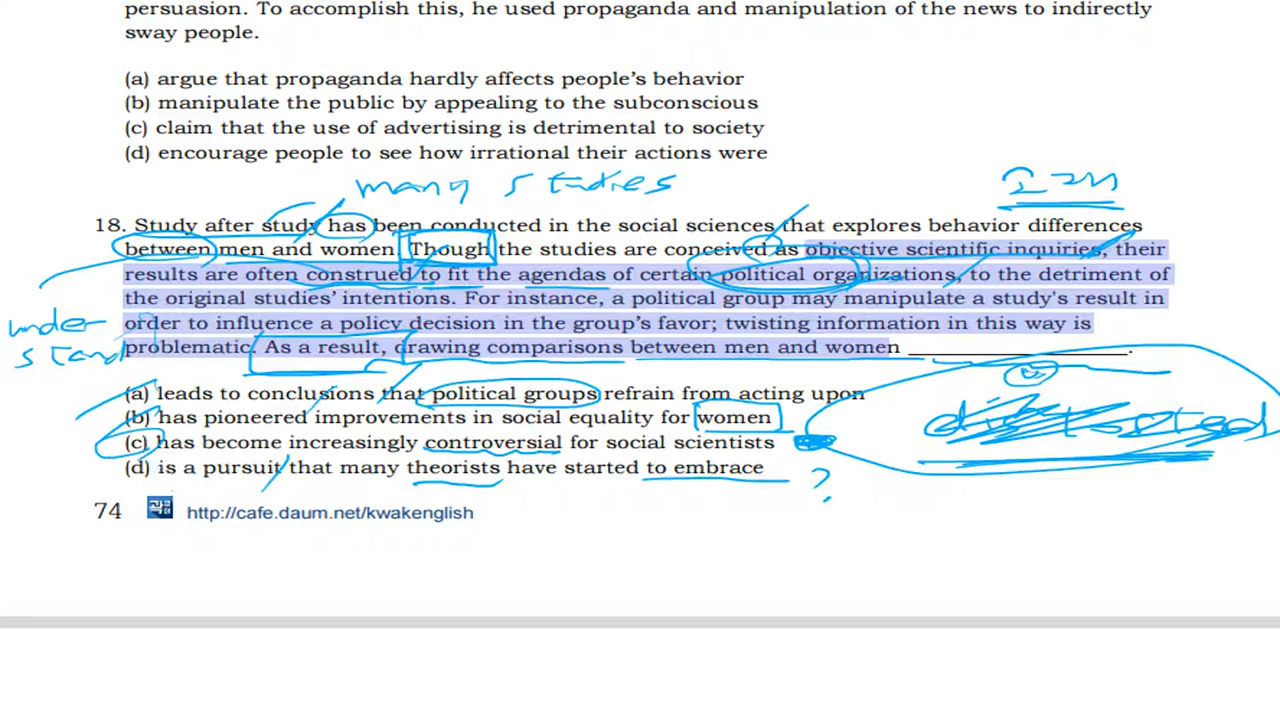 persuasion. To accomplish this, he used propaganda and manipulation of the news to indirectly
sway people.
(a) argue that propaganda hardly affects people's behavior
(b) manipulate the public by appealing to the subconscious
(c) claim that the use of advertising is detrimental to society
(d) encourage people to see how irrational their actions were
many studies
18. Study after study has been conducted in the social sciences that explores behavior differences
between men and women. Though the studies are conceived as objective scientific inquiries, their
results are often construed to fit the agendas of certain political organizations, to the detriment of
the original studies' intentions. For instance, a political group may manipulate a study's result in
order to influence a policy decision in the group's favor; twisting information in this way is
under
stand
problematic. As a result, drawing comparisons between men and women ____________________.
(a) leads to conclusions that political groups refrain from acting upon
(b) has pioneered improvements in social equality for women
distorted
(c) has become increasingly controversial for social scientists
(d) is a pursuit that many theorists have started to embrace
?
74 http://cafe.daum.net/kwakenglish